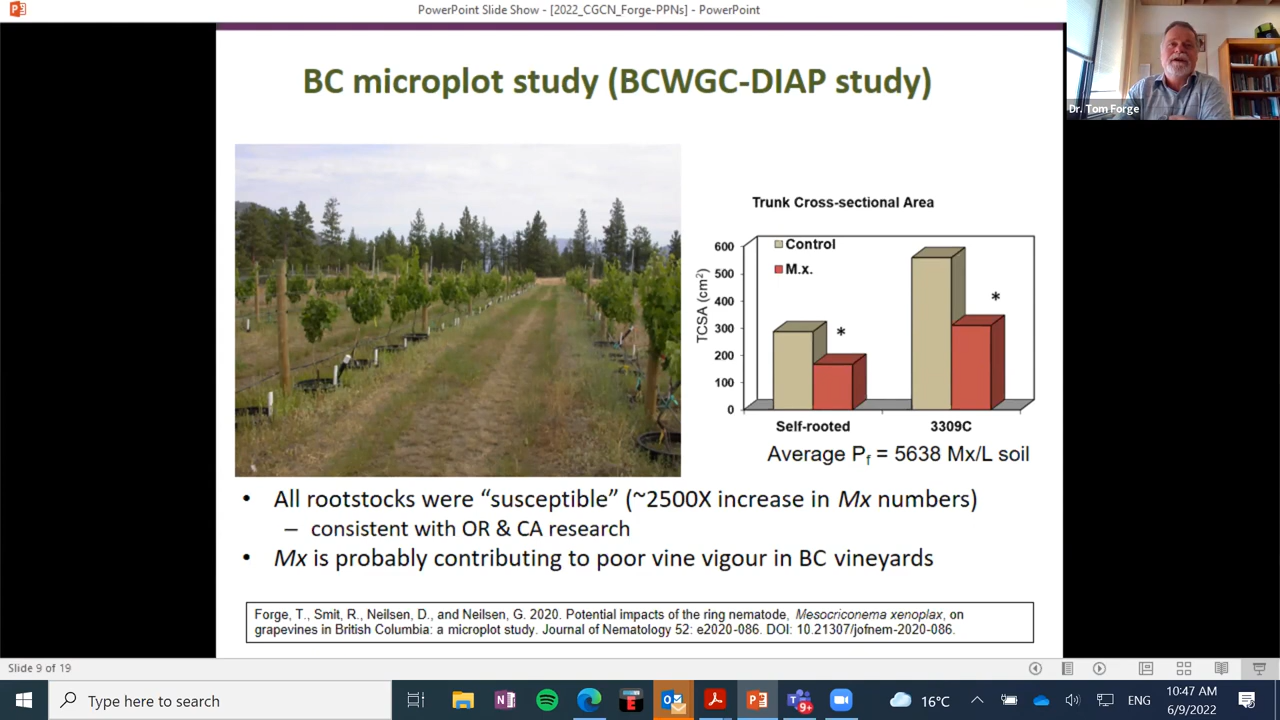 PowerPoint Slide Show - [2022_CGCN_Forge-PPNs] - PowerPoint
Dr. Tom Forge
BC microplot study (BCWGC-DIAP study)
Trunk Cross-sectional Area
Control
M.x.
TCSA (cm²)
600
500
400
300
200
100
0
*
*
Self-rooted
3309C
Average Pf = 5638 Mx/L soil
• All rootstocks were “susceptible” (~2500X increase in Mx numbers)
– consistent with OR & CA research
• Mx is probably contributing to poor vine vigour in BC vineyards
Forge, T., Smit, R., Neilsen, D., and Neilsen, G. 2020. Potential impacts of the ring nematode, Mesocriconema xenoplax, on
grapevines in British Columbia: a microplot study. Journal of Nematology 52: e2020-086. DOI: 10.21307/jofnem-2020-086.
Slide 9 of 19
Type here to search
9+
16°C
ENG
10:47 AM
6/9/2022